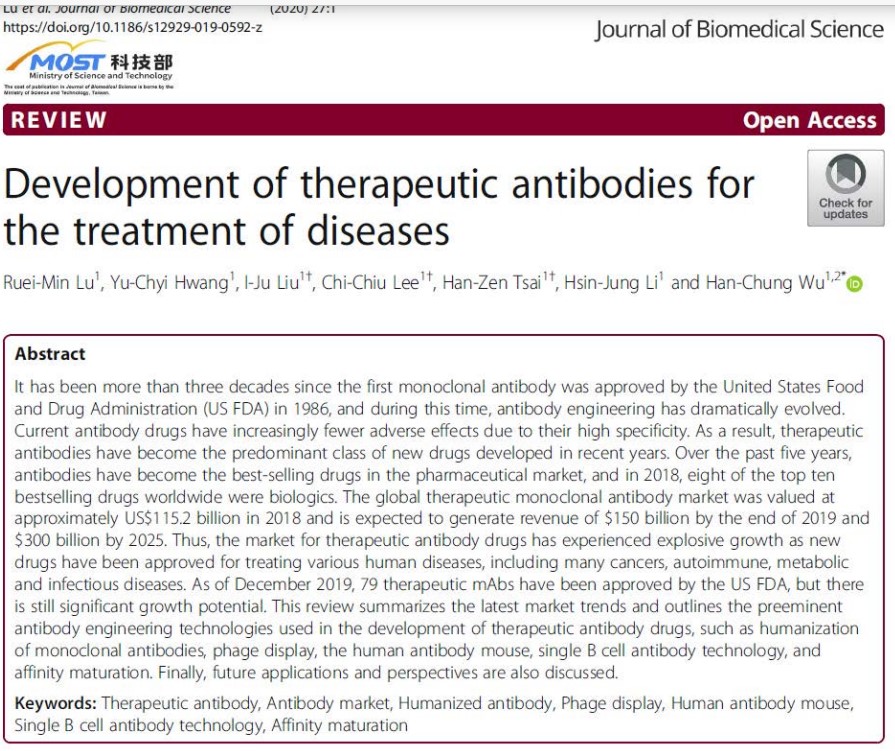 Lu et al. Journal of Biomedical Science (2020) 27:1
https://doi.org/10.1186/s12929-019-0592-z
Journal of Biomedical Science
MOST 科技部
Ministry of Science and Technology
The cost of publication in Journal of Biomedical Science is borne by the
Ministry of Science and Technology, Taiwan.
REVIEW
Open Access
Check for
updates
Development of therapeutic antibodies for
the treatment of diseases
Ruei-Min Lu1, Yu-Chyi Hwang1, I-Ju Liu1†, Chi-Chiu Lee1†, Han-Zen Tsai1†, Hsin-Jung Li1 and Han-Chung Wu1,2* iD
Abstract
It has been more than three decades since the first monoclonal antibody was approved by the United States Food
and Drug Administration (US FDA) in 1986, and during this time, antibody engineering has dramatically evolved.
Current antibody drugs have increasingly fewer adverse effects due to their high specificity. As a result, therapeutic
antibodies have become the predominant class of new drugs developed in recent years. Over the past five years,
antibodies have become the best-selling drugs in the pharmaceutical market, and in 2018, eight of the top ten
bestselling drugs worldwide were biologics. The global therapeutic monoclonal antibody market was valued at
approximately US$115.2 billion in 2018 and is expected to generate revenue of $150 billion by the end of 2019 and
$300 billion by 2025. Thus, the market for therapeutic antibody drugs has experienced explosive growth as new
drugs have been approved for treating various human diseases, including many cancers, autoimmune, metabolic
and infectious diseases. As of December 2019, 79 therapeutic mAbs have been approved by the US FDA, but there
is still significant growth potential. This review summarizes the latest market trends and outlines the preeminent
antibody engineering technologies used in the development of therapeutic antibody drugs, such as humanization
of monoclonal antibodies, phage display, the human antibody mouse, single B cell antibody technology, and
affinity maturation. Finally, future applications and perspectives are also discussed.
Keywords: Therapeutic antibody, Antibody market, Humanized antibody, Phage display, Human antibody mouse,
Single B cell antibody technology, Affinity maturation